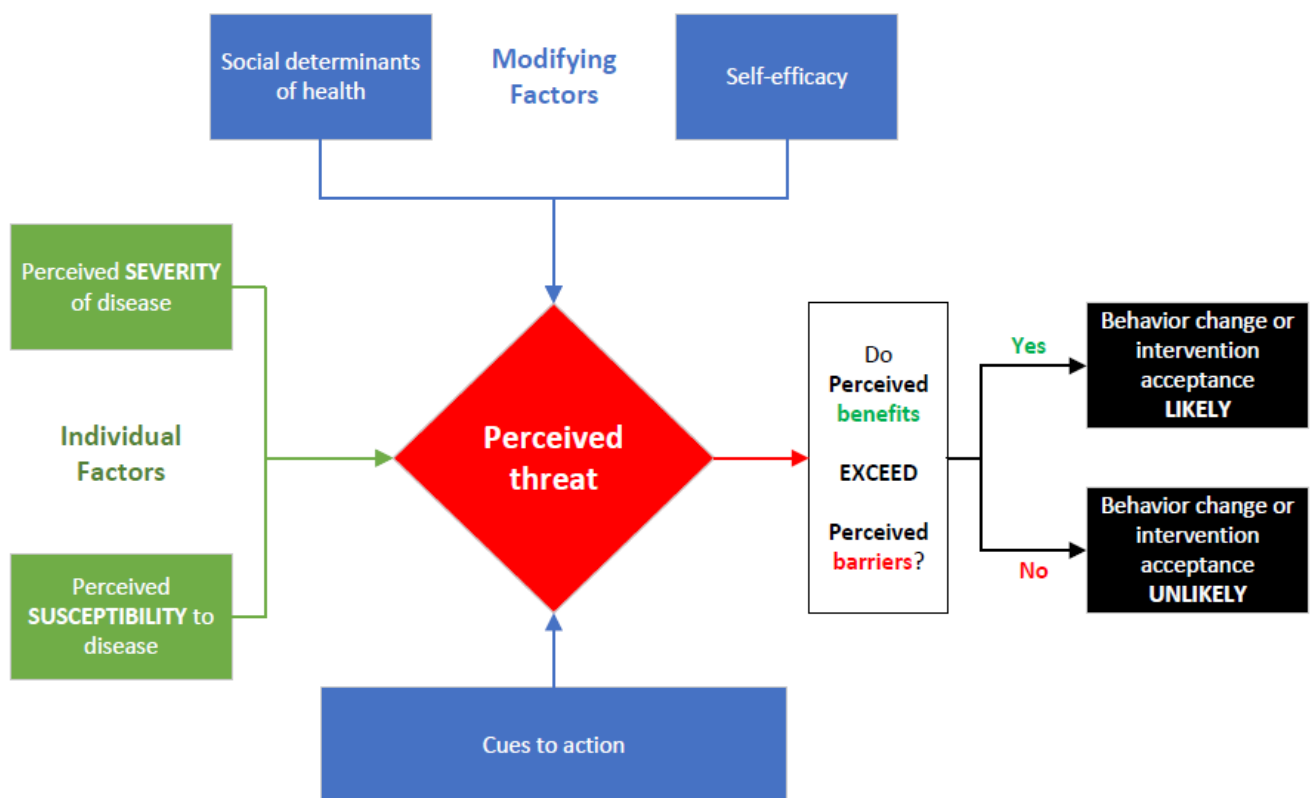 Social determinants
of health
Modifying
Factors
Self-efficacy
Perceived SEVERITY
of disease
Individual
Factors
Perceived
SUSCEPTIBILITY to
disease
Perceived
threat
Cues to action
Do
Perceived
benefits
EXCEED
Perceived
barriers?
Yes
No
Behavior change or
intervention
acceptance
LIKELY
Behavior change or
intervention
acceptance
UNLIKELY